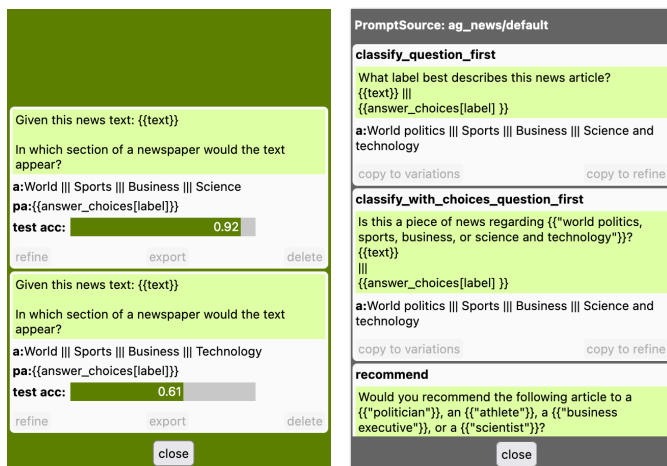 Given this news text: {{text}}
In which section of a newspaper would the text
appear?
a:World ||| Sports ||| Business ||| Science
pa:{{answer_choices[label]}}
test acc: 0.92
refine export delete
Given this news text: {{text}}
In which section of a newspaper would the text
appear?
a:World ||| Sports ||| Business ||| Technology
pa:{{answer_choices[label]}}
test acc: 0.61
refine export delete
close
PromptSource: ag_news/default
classify_question_first
What label best describes this news article?
{{text}} |||
{{answer_choices[label] }}
a:World politics ||| Sports ||| Business ||| Science and
technology
copy to variations copy to refine
classify_with_choices_question_first
Is this a piece of news regarding {{"world politics,
sports, business, or science and technology"}}?
{{text}}
|||
{{answer_choices[label] }}
a:World politics ||| Sports ||| Business ||| Science and
technology
copy to variations copy to refine
recommend
Would you recommend the following article to a
{{"politician"}}, an {{"athlete"}}, a {{"business
executive"}}, or a {{"scientist"}}?
close